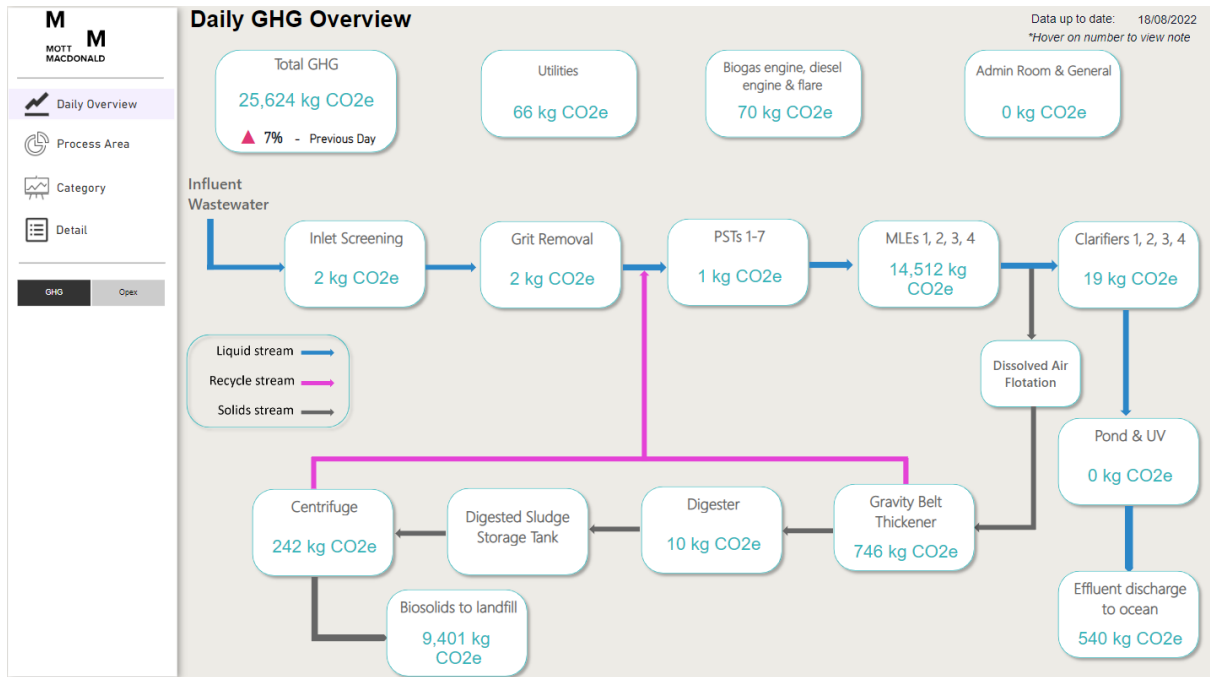 M
M
MOTT
MACDONALD
Daily Overview
Process Area
Category
Detail
GHG
Opex
Daily GHG Overview
Data up to date: 18/08/2022
*Hover on number to view note
Total GHG
25,624 kg CO2e
7% - Previous Day
Utilities
66 kg CO2e
Biogas engine, diesel
engine & flare
70 kg CO2e
Admin Room & General
0 kg CO2e
Influent
Wastewater
Inlet Screening
2 kg CO2e
Grit Removal
2 kg CO2e
PSTs 1-7
1 kg CO2e
MLEs 1, 2, 3, 4
14,512 kg
CO2e
Clarifiers 1, 2, 3, 4
19 kg CO2e
Liquid stream
Recycle stream
Solids stream
Dissolved Air
Flotation
Pond & UV
0 kg CO2e
Centrifuge
242 kg CO2e
Digested Sludge
Storage Tank
Digester
10 kg CO2e
Gravity Belt
Thickener
746 kg CO2e
Biosolids to landfill
9,401 kg
CO2e
Effluent discharge
to ocean
540 kg CO2e